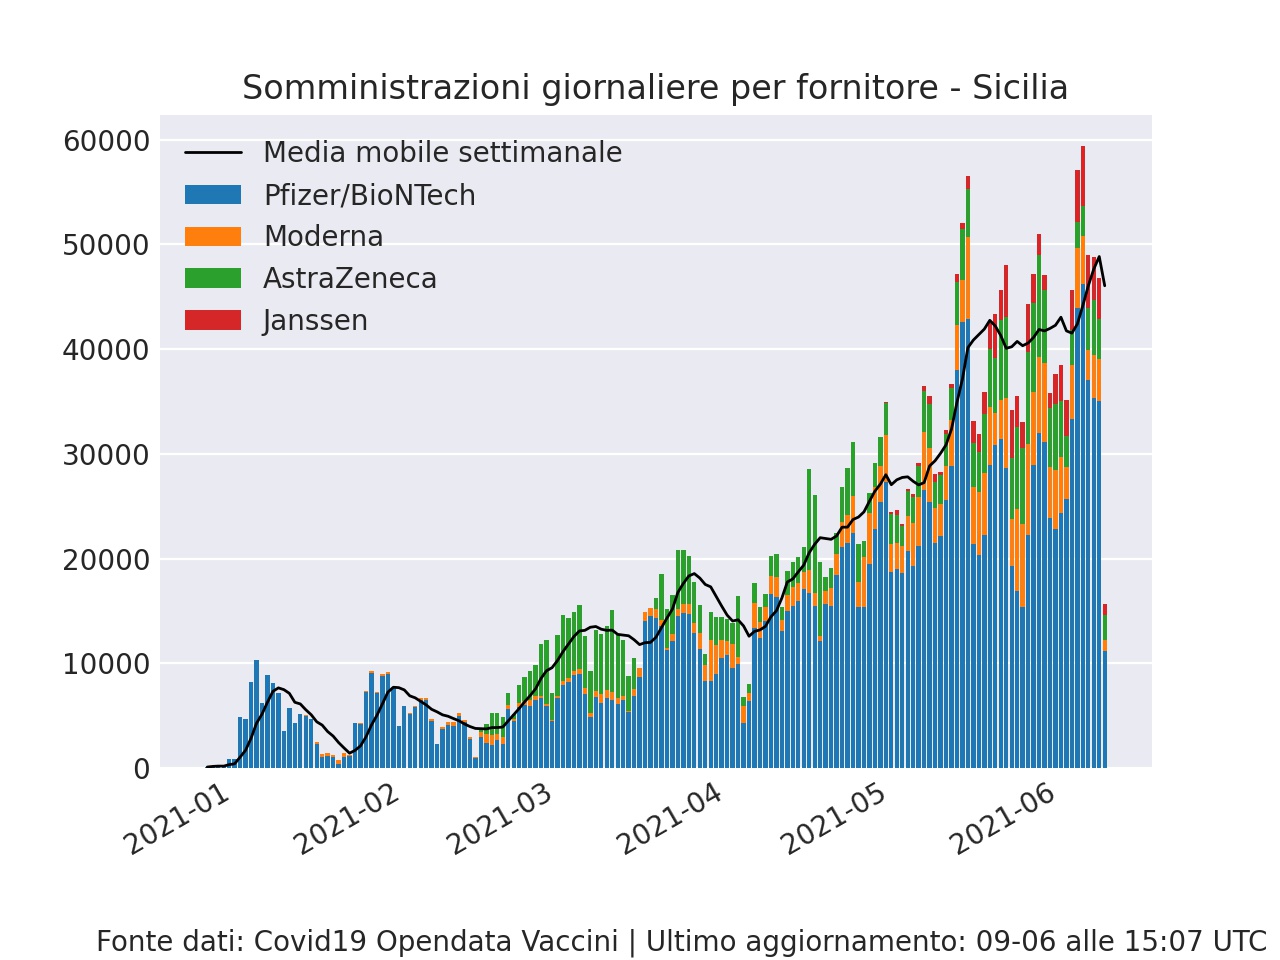 Somministrazioni giornaliere per fornitore - Sicilia
60000
50000
40000
30000
20000
10000
0
Media mobile settimanale
Pfizer/BioNTech
Moderna
AstraZeneca
Janssen
2021-01
2021-02
2021-03
2021-04
2021-05
2021-06
Fonte dati: Covid19 Opendata Vaccini | Ultimo aggiornamento: 09-06 alle 15:07 UTC